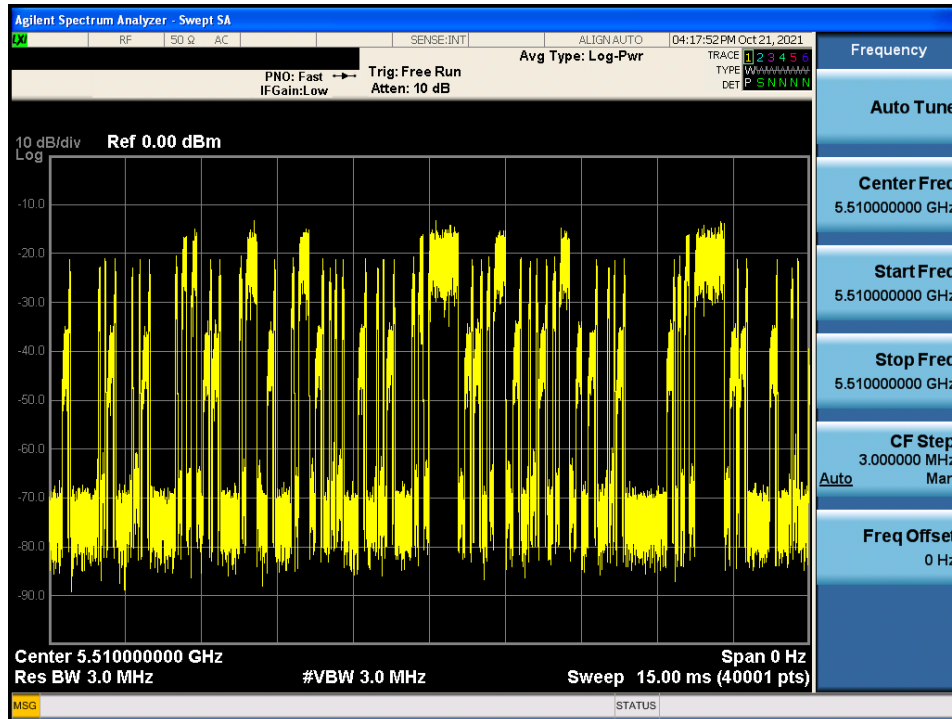 Agilent Spectrum Analyzer - Swept SA
LXI RF 50 Ω AC SENSE:INT ALIGN AUTO 04:17:52 PM Oct 21, 2021
Frequency
Avg Type: Log-Pwr
TRACE 1 2 3 4 5 6
PNO: Fast Trig: Free Run
TYPE
IFGain:Low Atten: 10 dB
DET P S N N N N
Auto Tune
10 dB/div Ref 0.00 dBm
Log
-10.0
-20.0
-30.0
-40.0
-50.0
-60.0
-70.0
-80.0
-90.0
Center Freq
5.510000000 GHz
Start Freq
5.510000000 GHz
Stop Freq
5.510000000 GHz
CF Step
3.000000 MHz
Auto Man
Freq Offset
0 Hz
Center 5.510000000 GHz Span 0 Hz
Res BW 3.0 MHz #VBW 3.0 MHz Sweep 15.00 ms (40001 pts)
MSG STATUS